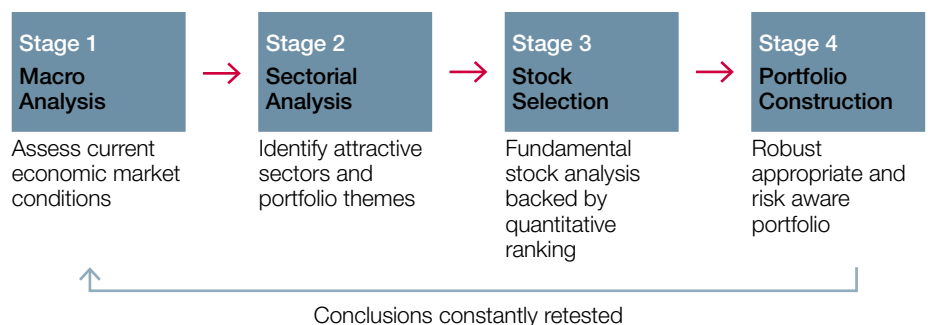 Stage 1
Macro
Analysis
Assess current
economic market
conditions
Stage 2
Sectorial
Analysis
Identify attractive
sectors and
portfolio themes
Stage 3
Stock
Selection
Fundamental
stock analysis
backed by
quantitative
ranking
Stage 4
Portfolio
Construction
Robust
appropriate and
risk aware
portfolio
Conclusions constantly retested